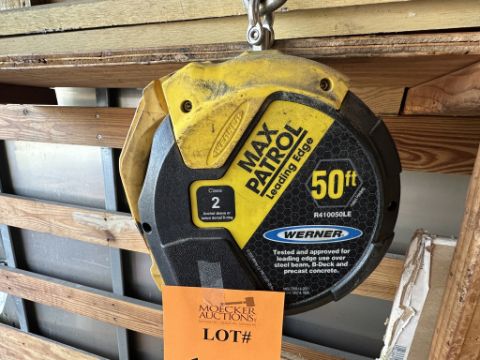 WERNER
MAX
PATROL
Leading Edge
Class
2
50ft
R410050LE
WERNER
Tested and approved for
leading edge use over
steel beam, B-Deck and
precast concrete.
MOECKER
AUCTIONS
LOT#